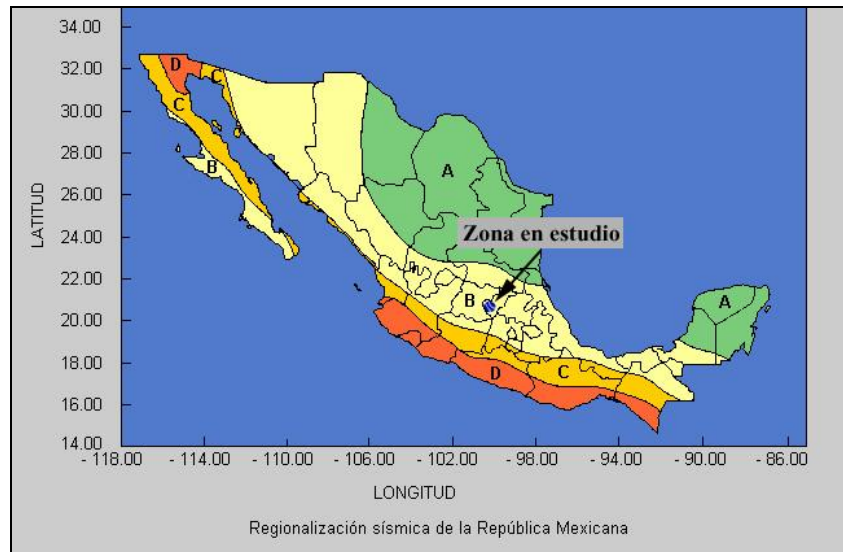 34.00
32.00
30.00
28.00
26.00
24.00
22.00
20.00
18.00
16.00
14.00
LATITUD
D
C
C
B
A
Zona en estudio
B
A
D
C
- 118.00 - 114.00 - 110.00 - 106.00 - 102.00 - 98.00 - 94.00 - 90.00 - 86.00
LONGITUD
Regionalización sísmica de la República Mexicana